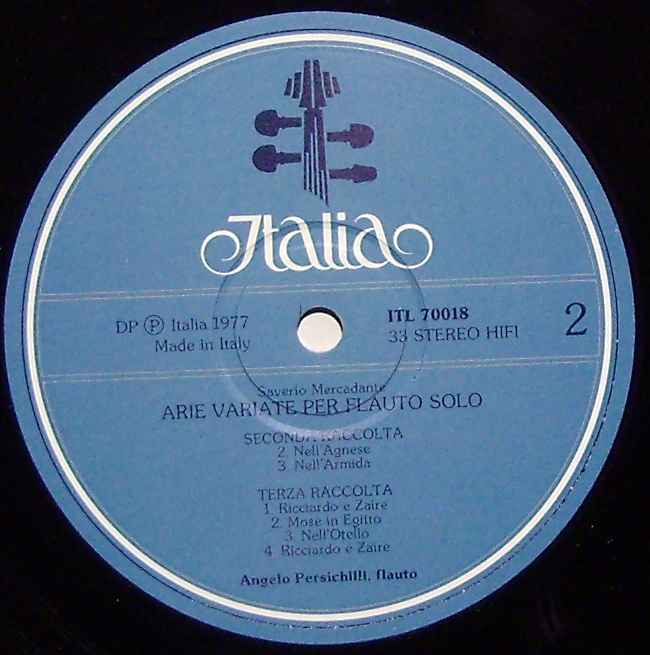 Italia
DP Ⓟ Italia 1977
Made in Italy
ITL 70018
33 STEREO HIFI
2
Saverio Mercadante
ARIE VARIATE PER FLAUTO SOLO
SECONDA RACCOLTA
2. Nell'Agnese
3. Nell'Armida
TERZA RACCOLTA
1 Ricciardo e Zaire
2. Mose in Egitto
3. Nell'Otello
4 Ricciardo e Zaire
Angelo Persichilli, flauto